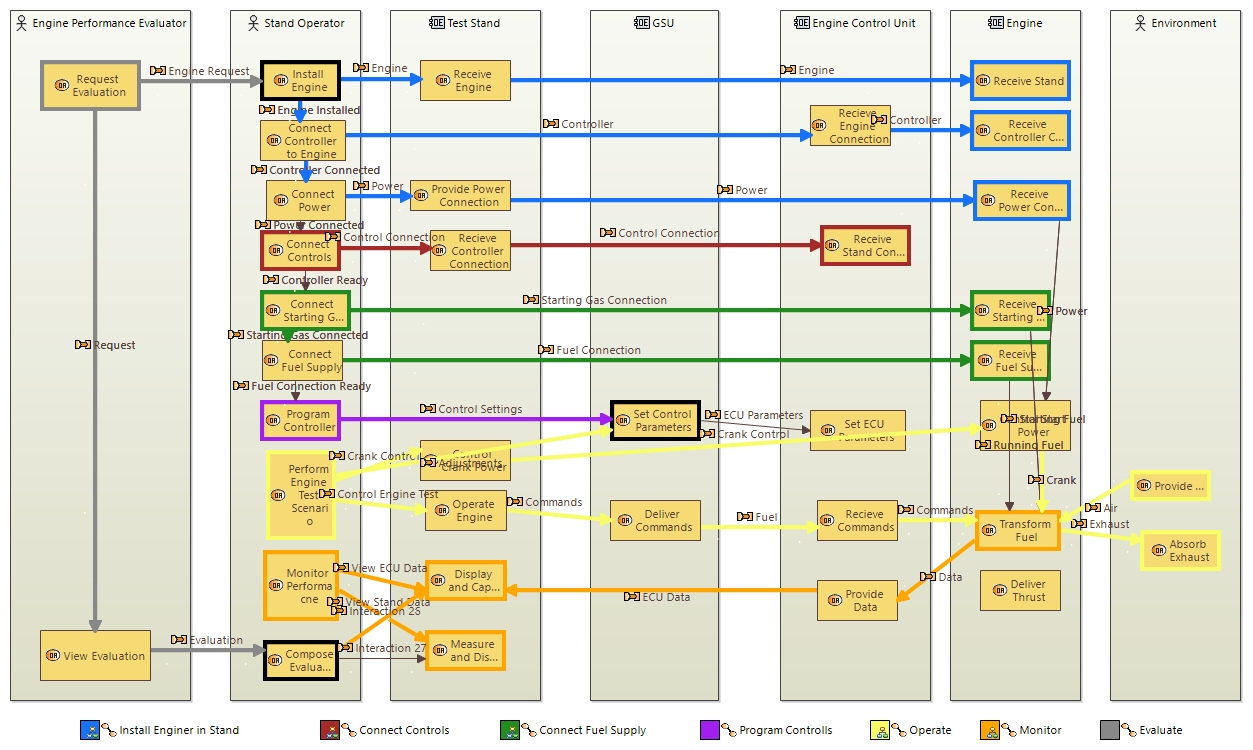 Engine Performance Evaluator
Stand Operator
Test Stand
GSU
Engine Control Unit
Engine
Environment
Request
Evaluation
Engine Request
Install
Engine
Engine
Receive
Engine
Engine
Receive Stand
Engine Installed
Connect
Controller
to Engine
Controller
Recieve
Engine
Connection
Controller
Receive
Controller C...
Controller Connected
Connect
Power
Power
Provide Power
Connection
Power
Receive
Power Con...
Power Connected
Connect
Controls
Control Connection
Recieve
Controller
Connection
Control Connection
Receive
Stand Con...
Controller Ready
Connect
Starting G...
Starting Gas Connection
Receive
Starting ...
Power
Starting Gas Connected
Connect
Fuel Supply
Fuel Connection
Receive
Fuel Su...
Request
Fuel Connection Ready
Program
Controller
Control Settings
Set Control
Parameters
ECU Parameters
Crank Control
Set ECU
Parameters
Start Fuel
Power
Running Fuel
Perform
Engine
Test
Scenari
o
Crank Control
Adjustments
Control
Crank Power
Crank
Provide ...
Control Engine Test
Operate
Engine
Commands
Deliver
Commands
Fuel
Recieve
Commands
Commands
Transform
Fuel
Air
Exhaust
Absorb
Exhaust
Monitor
Performa
cne
View ECU Data
View Stand Data
Interaction 26
Display
and Cap...
ECU Data
Provide
Data
Data
Deliver
Thrust
View Evaluation
Evaluation
Compose
Evalua...
Interaction 27
Measure
and Dis...
Install Enginer in Stand
Connect Controls
Connect Fuel Supply
Program Controlls
Operate
Monitor
Evaluate